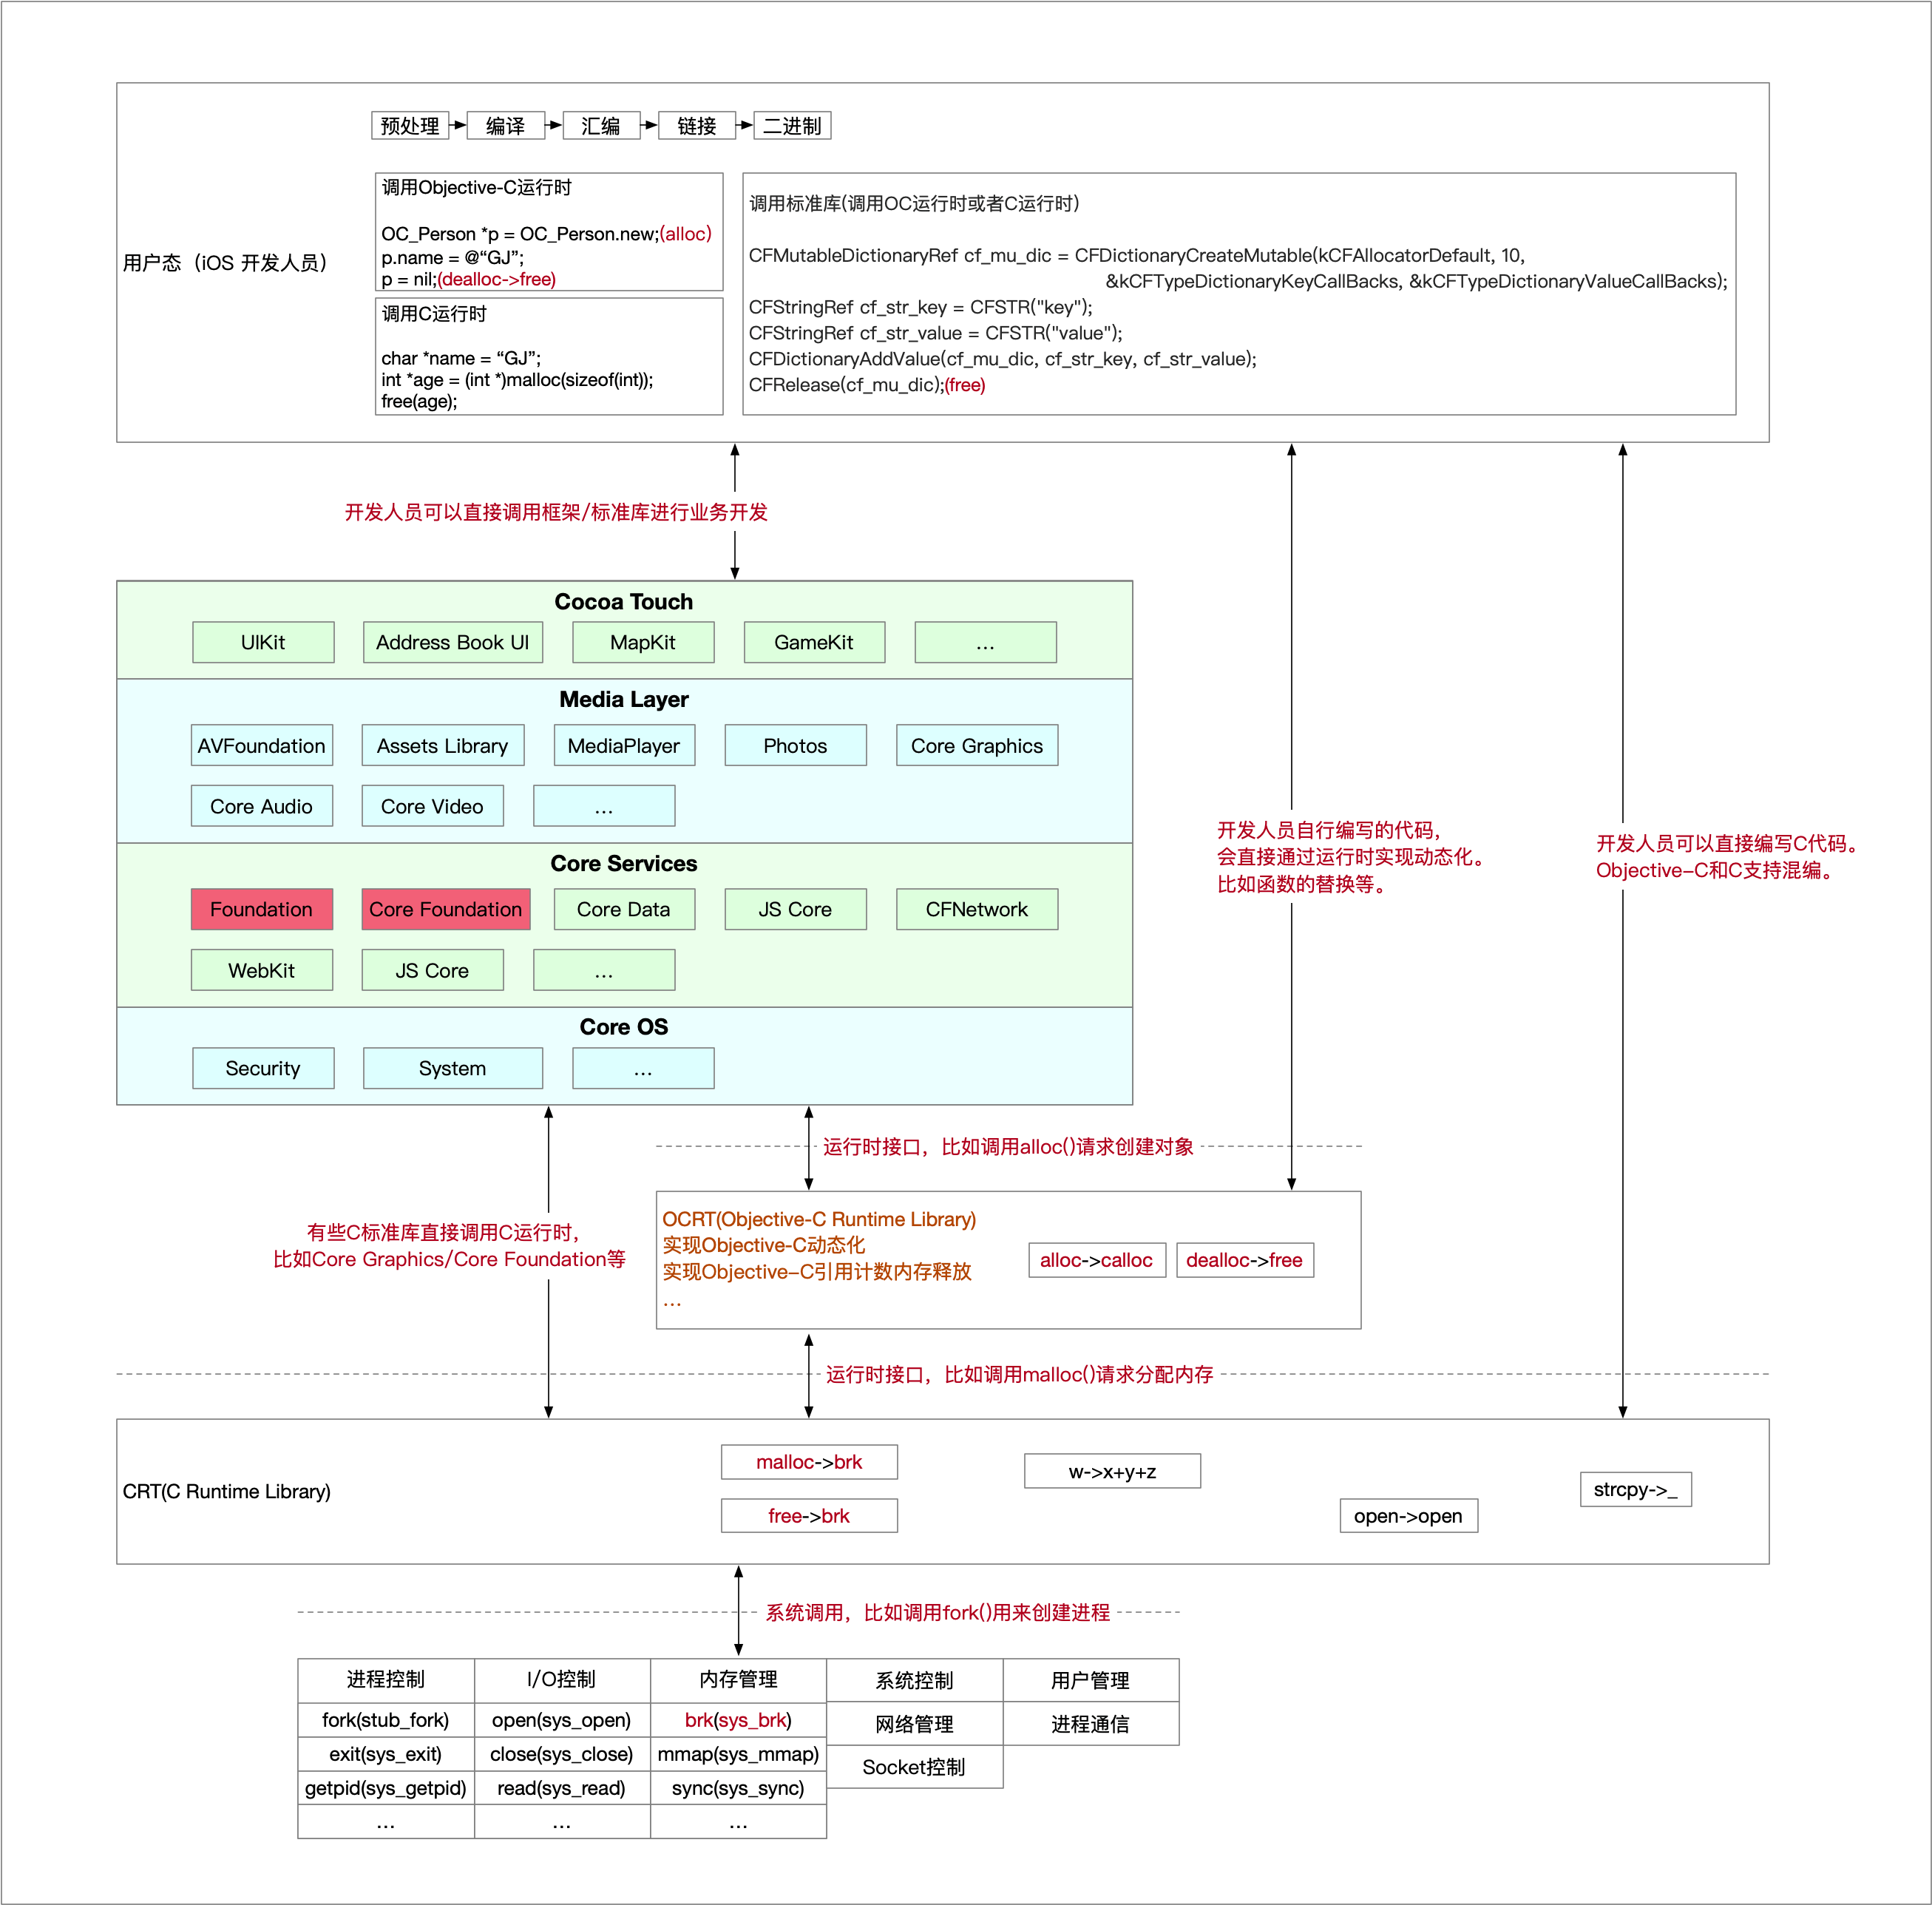 预处理
编译
汇编
链接
二进制
用户态（iOS 开发人员）
调用Objective-C运行时
OC_Person *p = OC_Person.new;(alloc)
p.name = @“GJ”;
p = nil;(dealloc->free)
调用C运行时
char *name = “GJ”;
int *age = (int *)malloc(sizeof(int));
free(age);
调用标准库(调用OC运行时或者C运行时)
CFMutableDictionaryRef cf_mu_dic = CFDictionaryCreateMutable(kCFAllocatorDefault, 10,
&kCFTypeDictionaryKeyCallBacks, &kCFTypeDictionaryValueCallBacks);
CFStringRef cf_str_key = CFSTR("key");
CFStringRef cf_str_value = CFSTR("value");
CFDictionaryAddValue(cf_mu_dic, cf_str_key, cf_str_value);
CFRelease(cf_mu_dic);(free)
开发人员可以直接调用框架/标准库进行业务开发
Cocoa Touch
UIKit
Address Book UI
MapKit
GameKit
...
Media Layer
AVFoundation
Assets Library
MediaPlayer
Photos
Core Graphics
Core Audio
Core Video
...
Core Services
Foundation
Core Foundation
Core Data
JS Core
CFNetwork
WebKit
JS Core
...
Core OS
Security
System
...
开发人员自行编写的代码，
会直接通过运行时实现动态化。
比如函数的替换等。
开发人员可以直接编写C代码。
Objective-C和C支持混编。
运行时接口，比如调用alloc()请求创建对象
有些C标准库直接调用C运行时，
比如Core Graphics/Core Foundation等
OCRT(Objective-C Runtime Library)
实现Objective-C动态化
实现Objective-C引用计数内存释放
...
alloc->calloc
dealloc->free
运行时接口，比如调用malloc()请求分配内存
CRT(C Runtime Library)
malloc->brk
free->brk
w->x+y+z
open->open
strcpy->_
系统调用，比如调用fork()用来创建进程
进程控制
I/O控制
内存管理
系统控制
用户管理
fork(stub_fork)
open(sys_open)
brk(sys_brk)
网络管理
进程通信
exit(sys_exit)
close(sys_close)
mmap(sys_mmap)
Socket控制
getpid(sys_getpid)
read(sys_read)
sync(sys_sync)
...
...
...